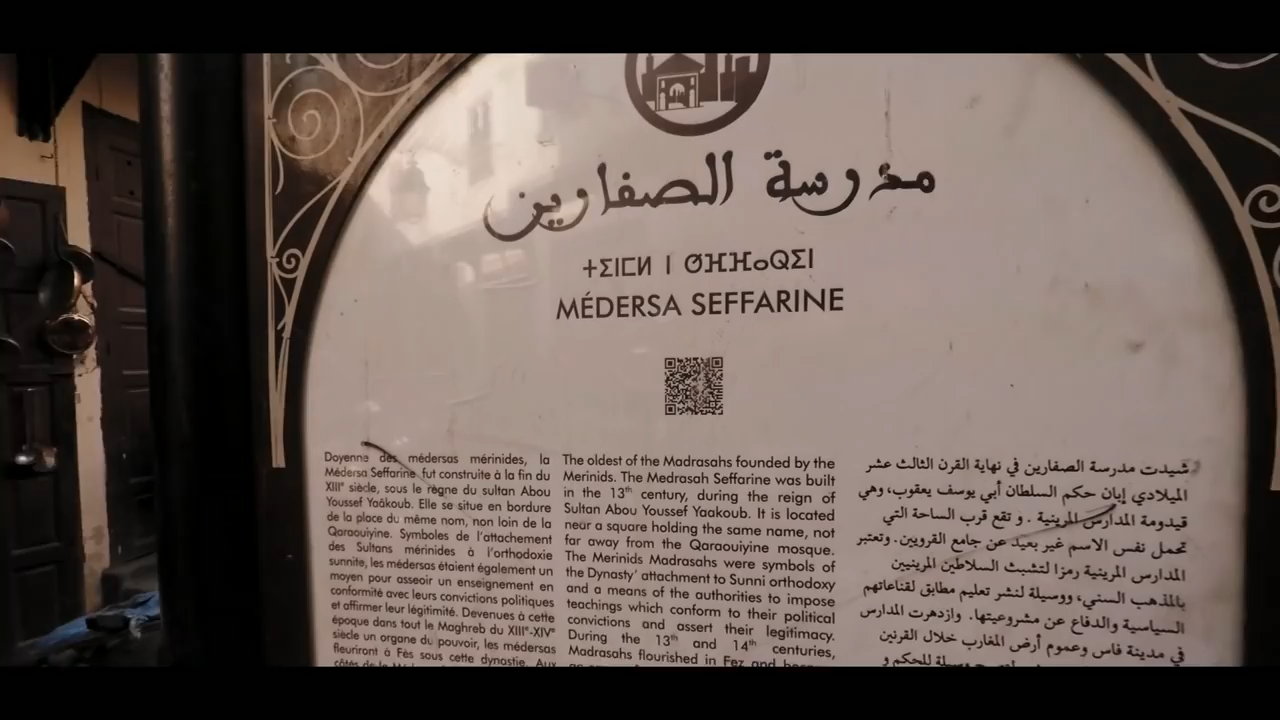 مدرسة الصفارين
ⵜⵉⵏⵎⵍ ⵏ ⵚⴼⴼⴰⵕⵉⵏ
MÉDERSA SEFFARINE
Doyenne des médersas mérinides, la
Médersa Seffarine fut construite à la fin du
XIIIᵉ siècle, sous le règne du sultan Abou
Youssef Yaâkoub. Elle se situe en bordure
de la place du même nom, non loin de la
Qaraouiyine. Symboles de l'attachement
des Sultans mérinides à l'orthodoxie
sunnite, les médersas étaient également un
moyen pour asseoir un enseignement en
conformité avec leurs convictions politiques
et affirmer leur légitimité. Devenues à cette
époque dans tout le Maghreb du XIIIᵉ-XIVᵉ
siècle un organe du pouvoir, les médersas
fleuriront à Fès sous cette dynastie. Aux
The oldest of the Madrasahs founded by the
Merinids. The Medrasah Seffarine was built
in the 13ᵗʰ century, during the reign of
Sultan Abou Youssef Yaakoub. It is located
near a square holding the same name, not
far away from the Qaraouiyine mosque.
The Merinids Madrasahs were symbols of
the Dynasty' attachment to Sunni orthodoxy
and a means of the authorities to impose
teachings which conform to their political
convictions and assert their legitimacy.
During the 13ᵗʰ and 14ᵗʰ centuries,
Madrasahs flourished in Fez and
شيدت مدرسة الصفارين في نهاية القرن الثالث عشر
الميلادي إبان حكم السلطان أبي يوسف يعقوب، وهي
قيدومة المدارس المرينية . و تقع قرب الساحة التي
تحمل نفس الاسم غير بعيد عن جامع القرويين. وتعتبر
المدارس المرينية رمزا لتشبث السلاطين المرينيين
بالمذهب السني، ووسيلة لنشر تعليم مطابق لقناعاتهم
السياسية والدفاع عن مشروعيتها. وازدهرت المدارس
في مدينة فاس وعموم أرض المغارب خلال القرنين
وسيلة للحكم و